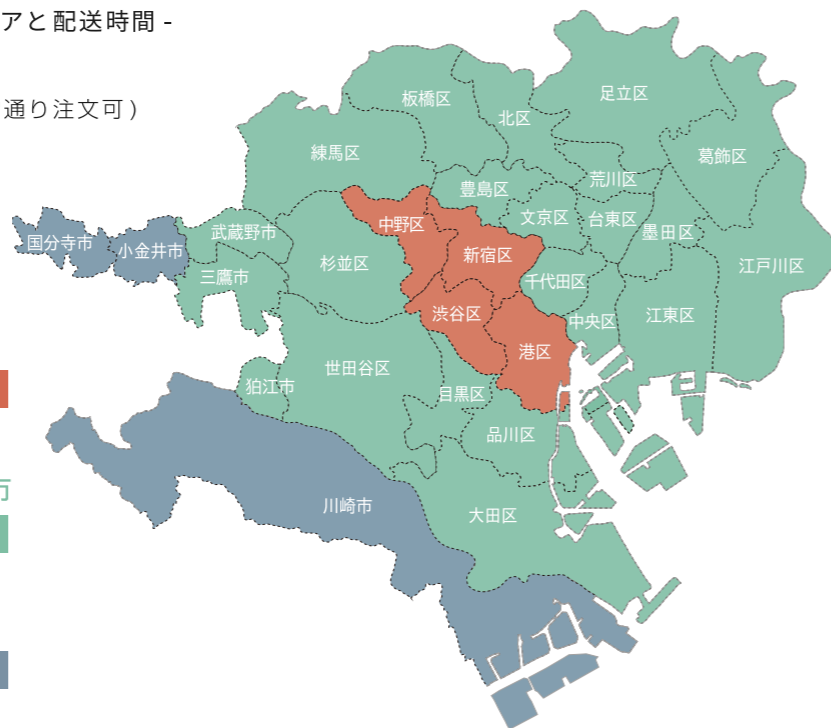 アと配送時間 -
通り注文可)
足立区
板橋区
北区
練馬区
葛飾区
荒川区
豊島区
文京区
台東区
中野区
武蔵野市
墨田区
国分寺市
小金井市
新宿区
杉並区
江戸川区
三鷹市
千代田区
渋谷区
中央区
江東区
港区
世田谷区
狛江市
目黒区
品川区
市
川崎市
大田区